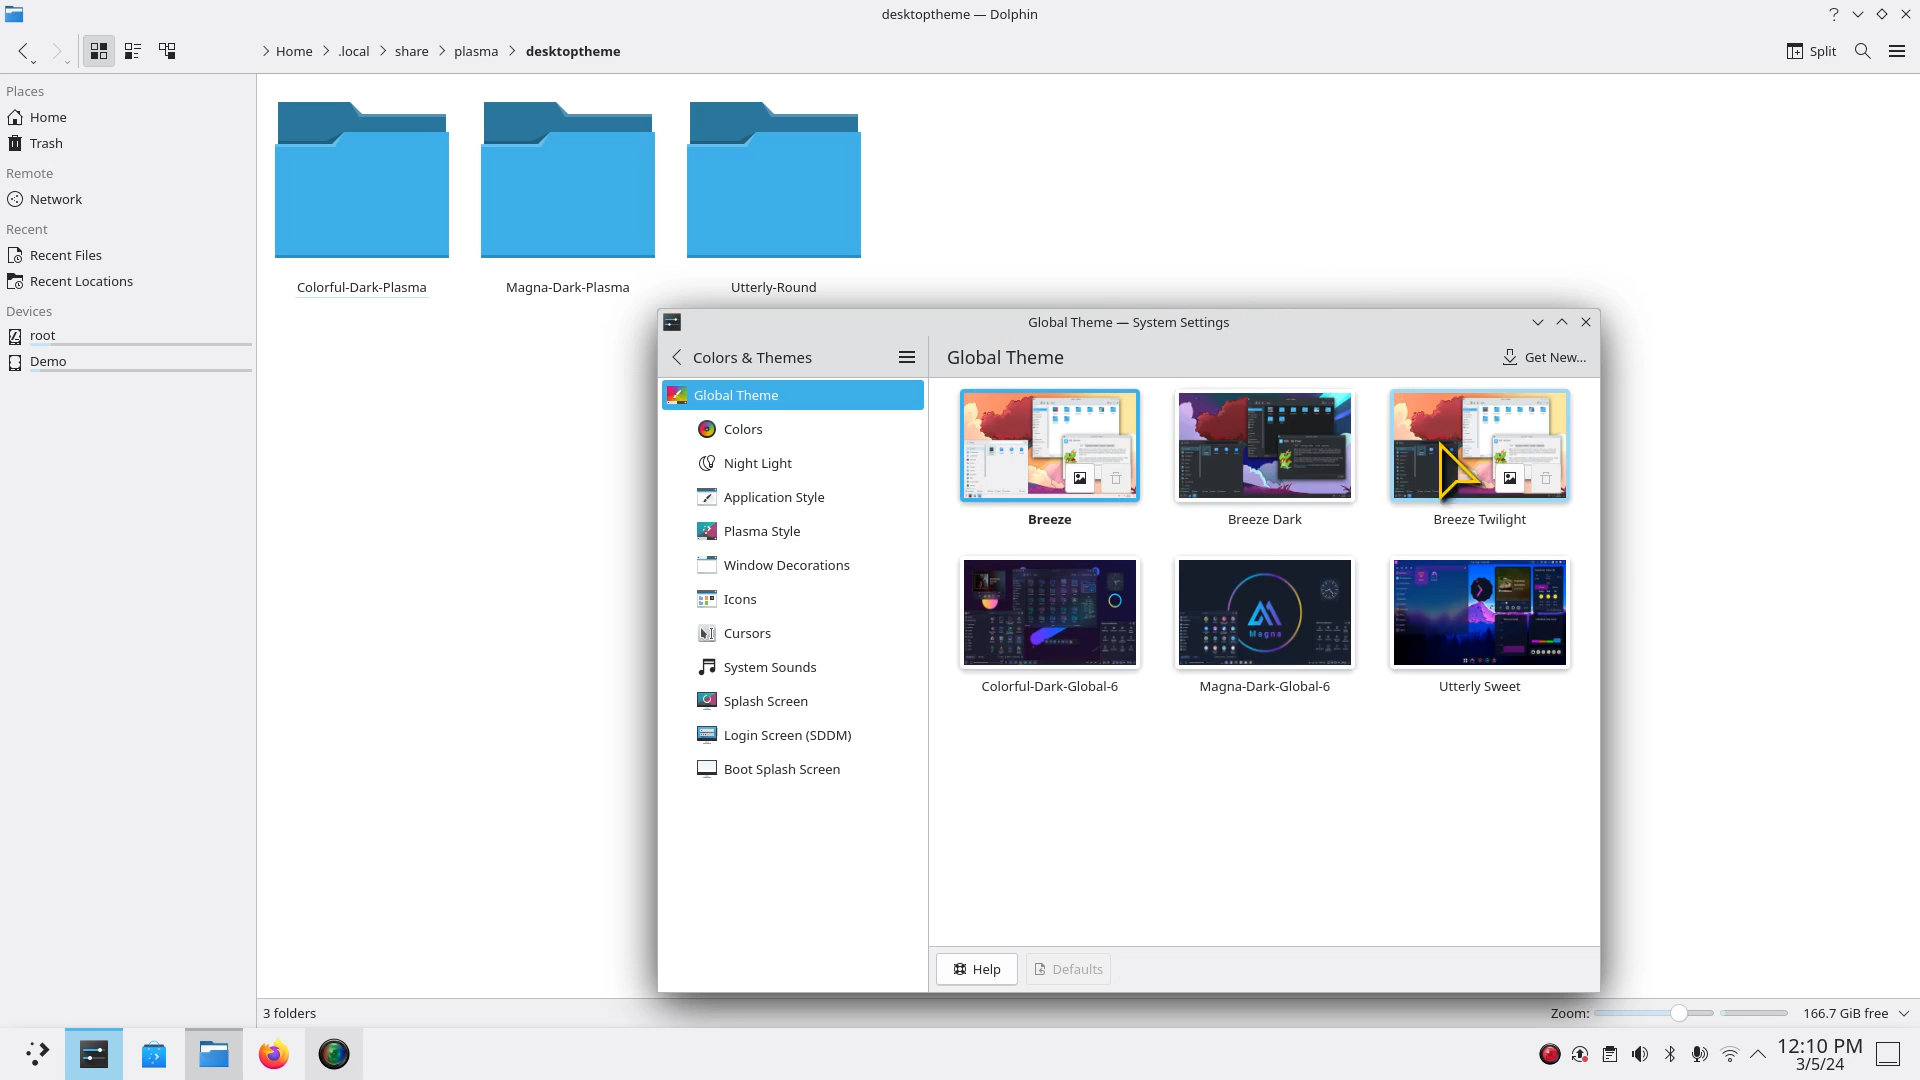 desktoptheme — Dolphin
Home
.local
share
plasma
desktoptheme
Split
Places
Home
Trash
Remote
Network
Recent
Recent Files
Recent Locations
Devices
root
Demo
Colorful-Dark-Plasma
Magna-Dark-Plasma
Utterly-Round
Global Theme — System Settings
Colors & Themes
Global Theme
Get New...
Global Theme
Colors
Night Light
Application Style
Plasma Style
Window Decorations
Icons
Cursors
System Sounds
Splash Screen
Login Screen (SDDM)
Boot Splash Screen
Breeze
Breeze Dark
Breeze Twilight
Magna
Colorful-Dark-Global-6
Magna-Dark-Global-6
Utterly Sweet
Help
Defaults
3 folders
Zoom:
166.7 GiB free
12:10 PM
3/5/24